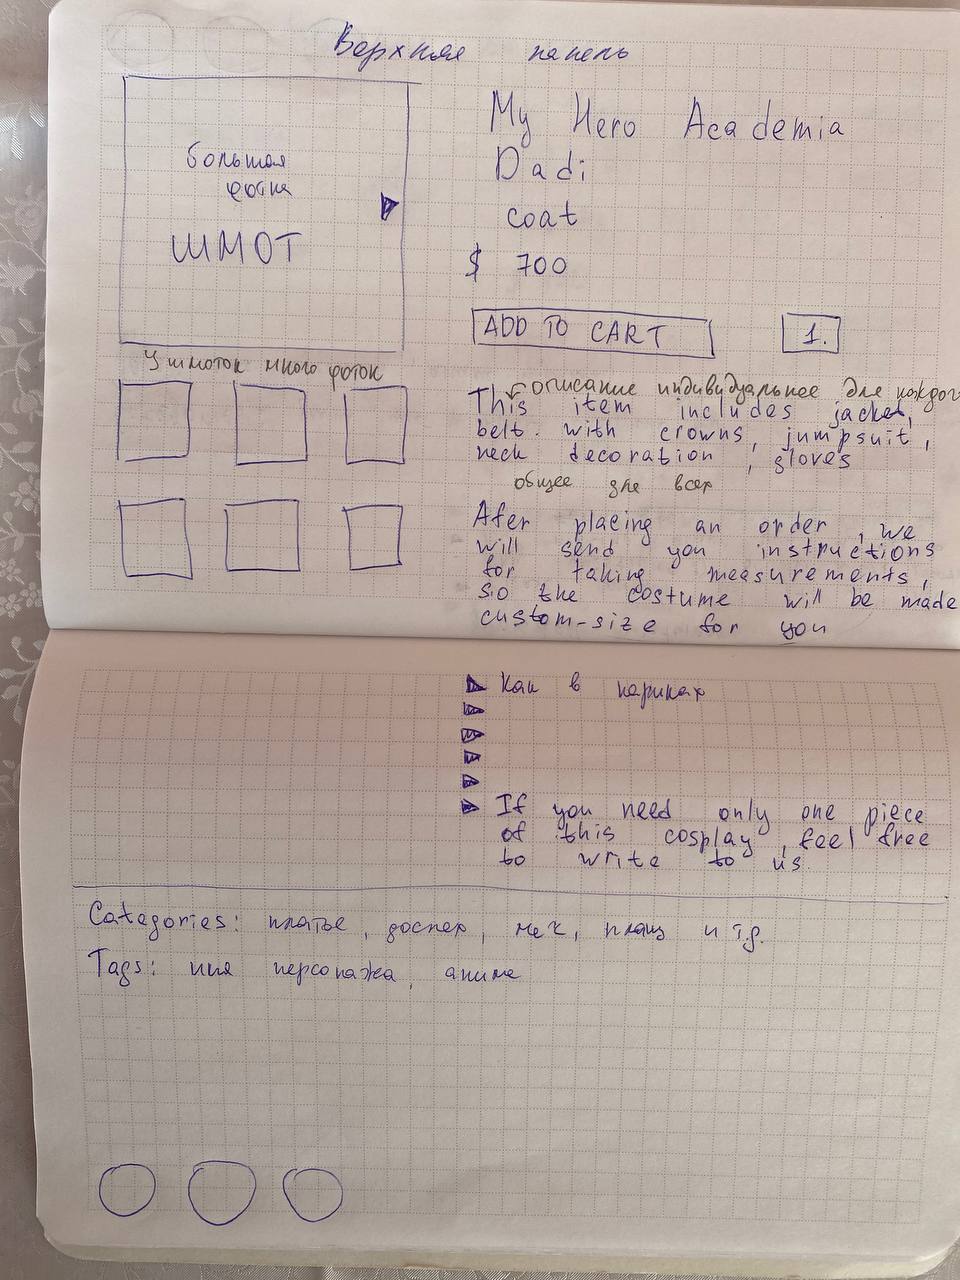 Верхняя панель
большая
фотка
ШМОТ
My Hero Academia
Dadi
coat
$ 700
ADD TO CART
1.
У шмоток много фоток
описание индивидуальное для каждого
This item includes jacket,
belt with crowns, jumpsuit,
neck decoration, gloves
общее для всех
Afer placing an order, we
will send you instructions
for taking measurements,
so the costume will be made
custom-size for you
Как в париках
If you need only one piece
of this cosplay, feel free
to write to us
Categories: платье, доспех, меч, плащ и т.д.
Tags: имя персонажа, аниме